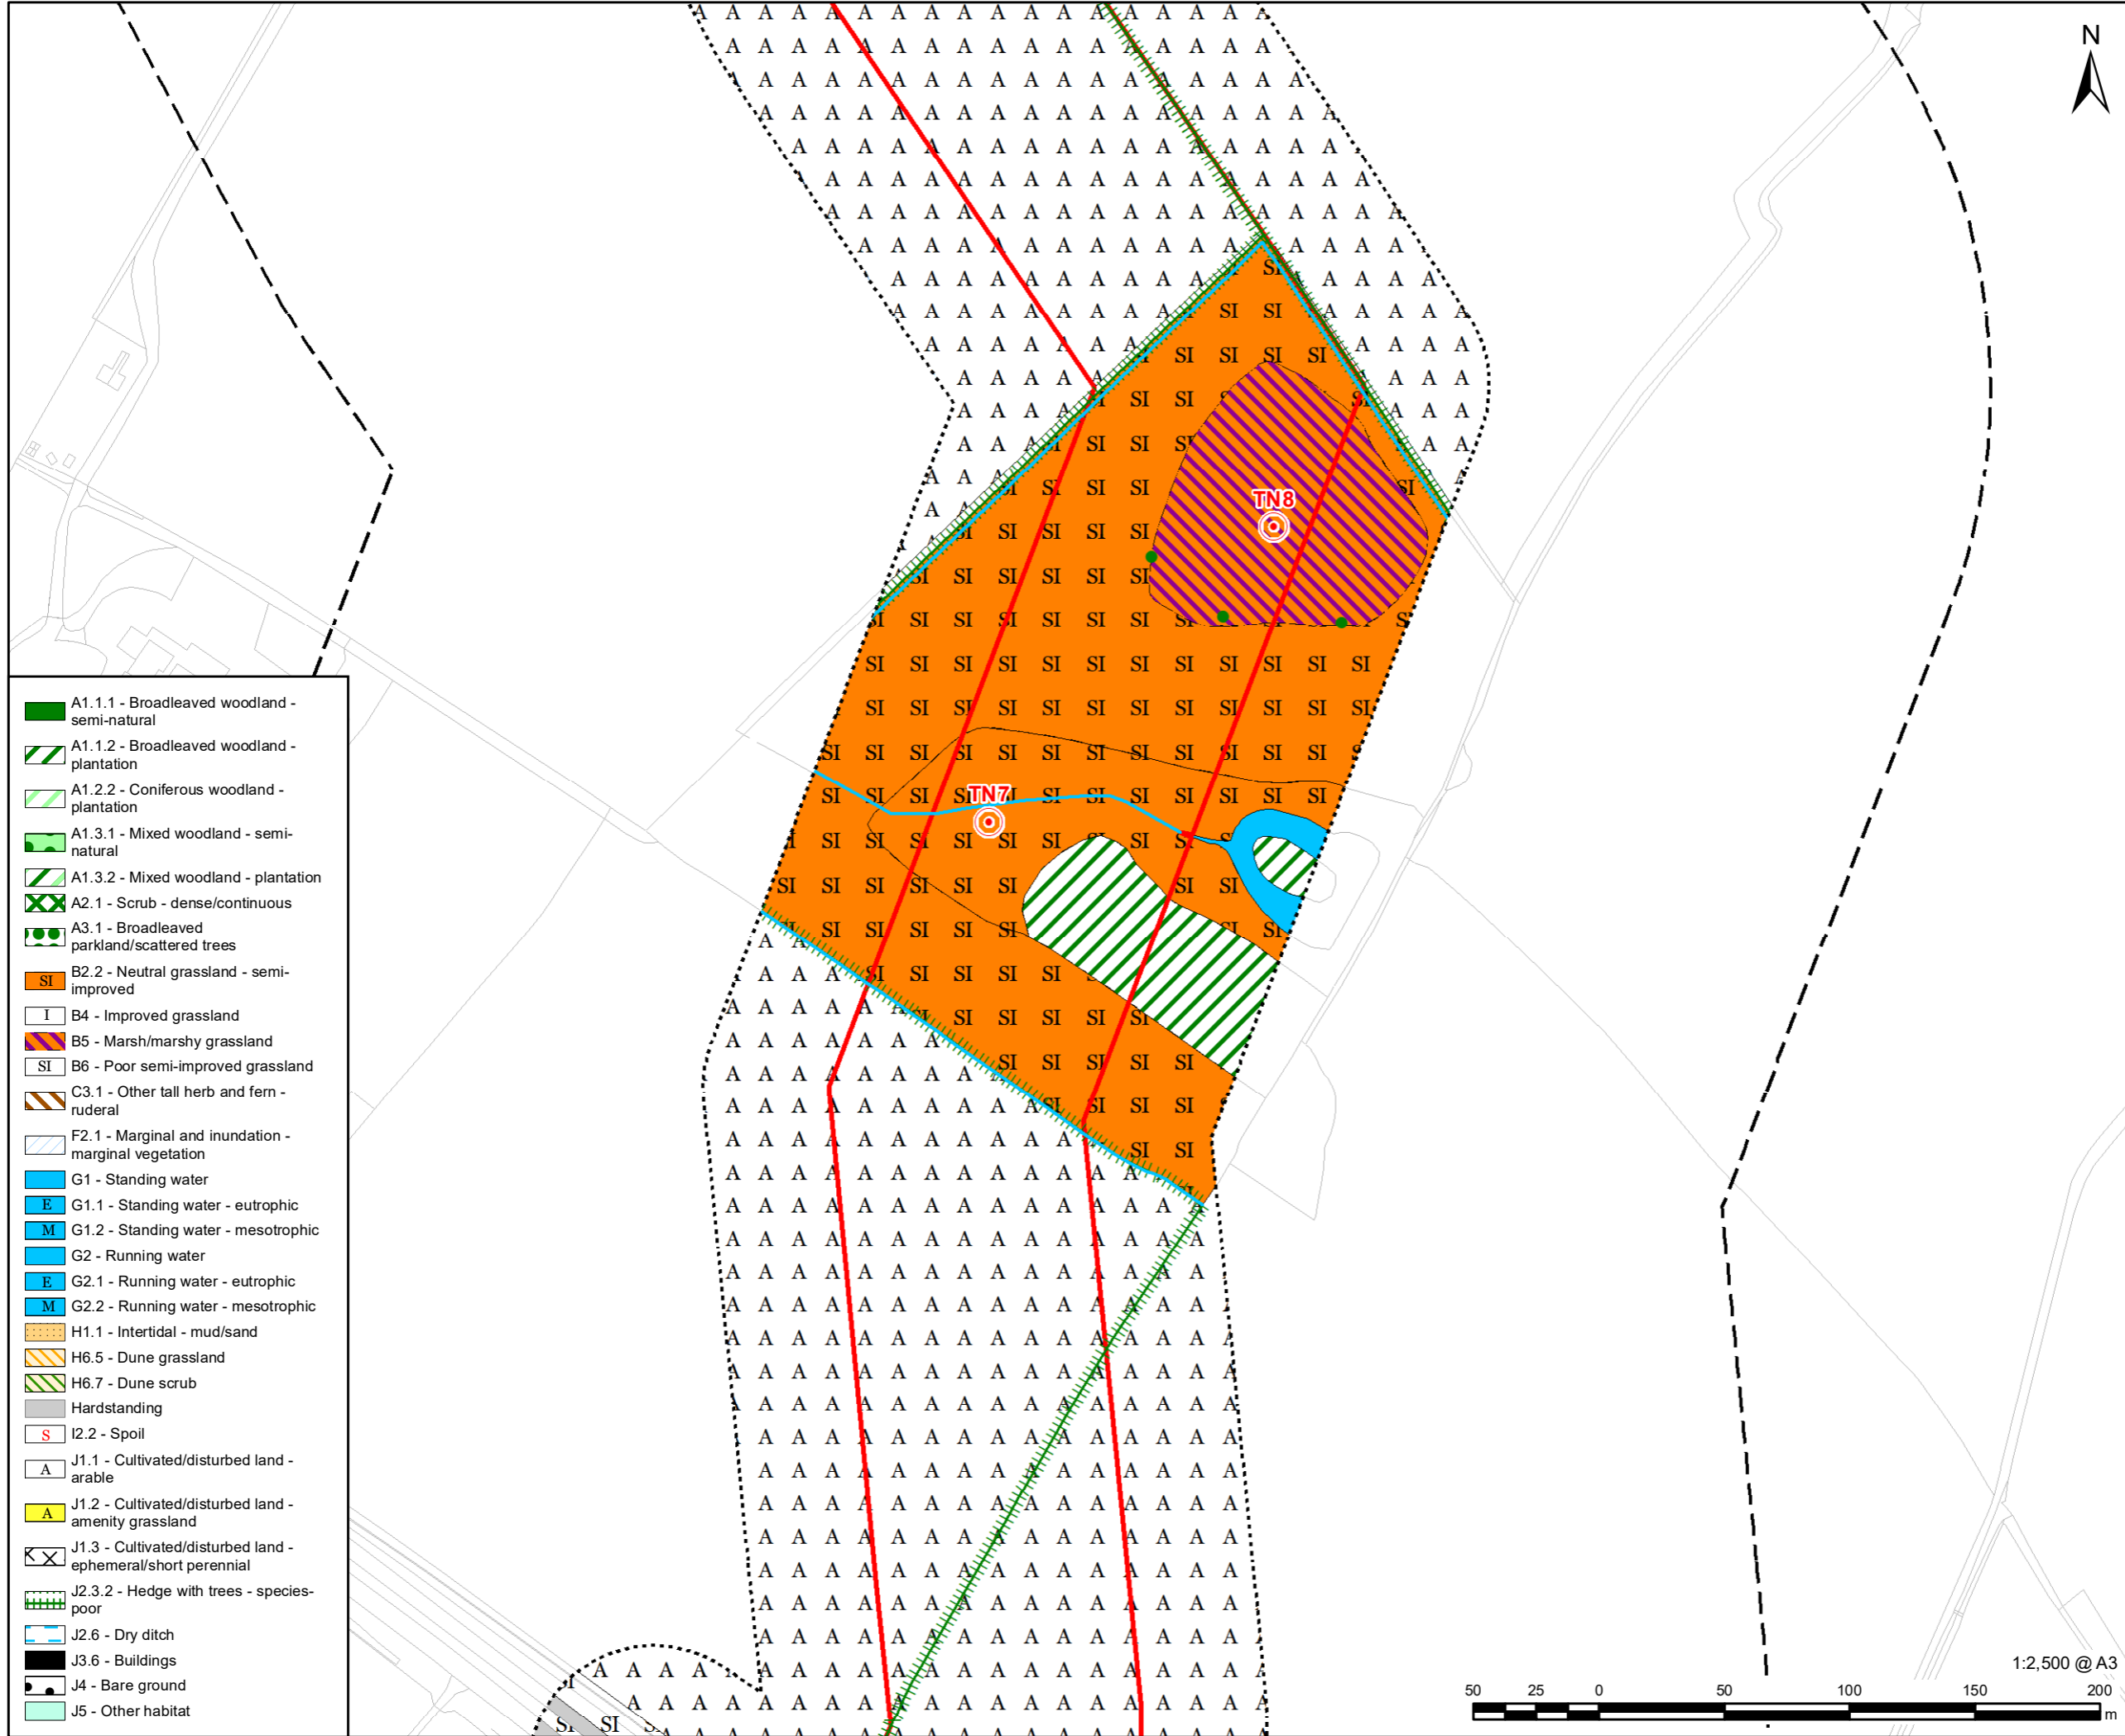 N
TN8
TN7
A1.1.1 - Broadleaved woodland -
semi-natural
A1.1.2 - Broadleaved woodland -
plantation
A1.2.2 - Coniferous woodland -
plantation
A1.3.1 - Mixed woodland - semi-
natural
A1.3.2 - Mixed woodland - plantation
A2.1 - Scrub - dense/continuous
A3.1 - Broadleaved
parkland/scattered trees
SI B2.2 - Neutral grassland - semi-
improved
I B4 - Improved grassland
B5 - Marsh/marshy grassland
SI B6 - Poor semi-improved grassland
C3.1 - Other tall herb and fern -
ruderal
F2.1 - Marginal and inundation -
marginal vegetation
G1 - Standing water
E G1.1 - Standing water - eutrophic
M G1.2 - Standing water - mesotrophic
G2 - Running water
E G2.1 - Running water - eutrophic
M G2.2 - Running water - mesotrophic
H1.1 - Intertidal - mud/sand
H6.5 - Dune grassland
H6.7 - Dune scrub
Hardstanding
S I2.2 - Spoil
A J1.1 - Cultivated/disturbed land -
arable
A J1.2 - Cultivated/disturbed land -
amenity grassland
J1.3 - Cultivated/disturbed land -
ephemeral/short perennial
J2.3.2 - Hedge with trees - species-
poor
J2.6 - Dry ditch
J3.6 - Buildings
J4 - Bare ground
J5 - Other habitat
1:2,500 @ A3
50 25 0 50 100 150 200
m